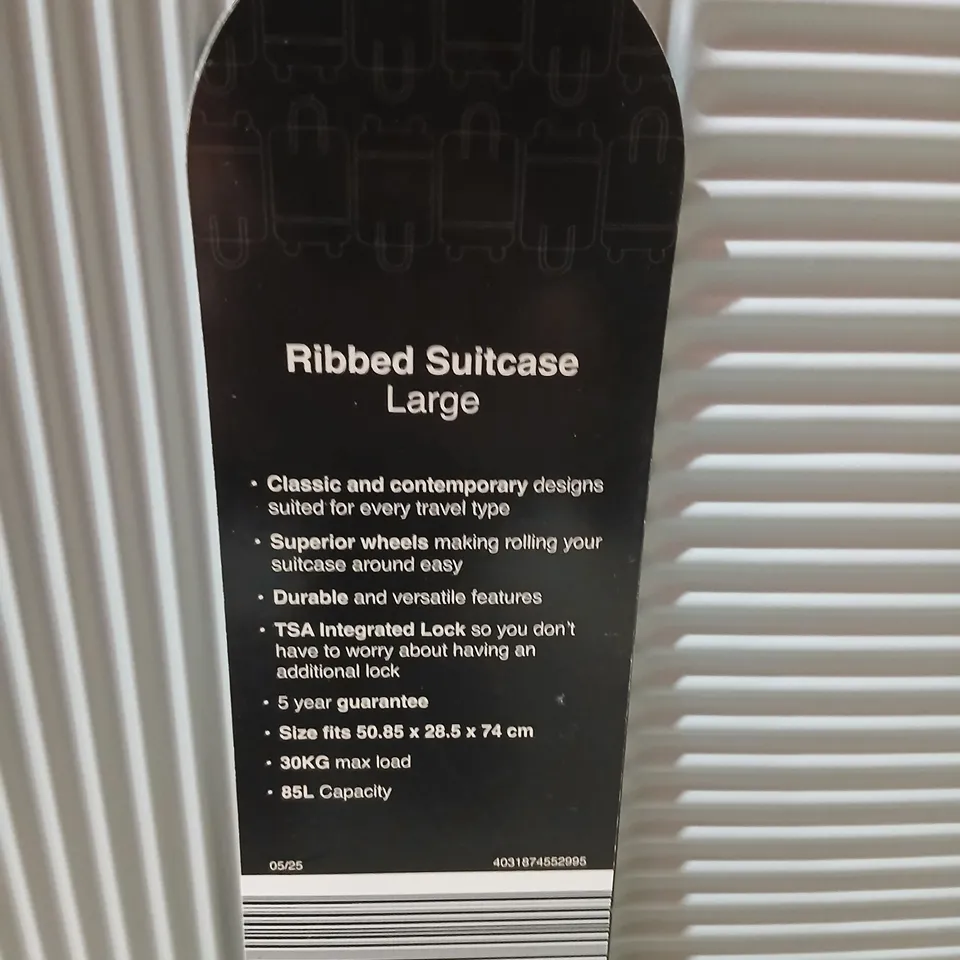 Ribbed Suitcase
Large
• Classic and contemporary designs
suited for every travel type
• Superior wheels making rolling your
suitcase around easy
• Durable and versatile features
• TSA Integrated Lock so you don't
have to worry about having an
additional lock
• 5 year guarantee
• Size fits 50.85 x 28.5 x 74 cm
• 30KG max load
• 85L Capacity
05/25 4031874552995